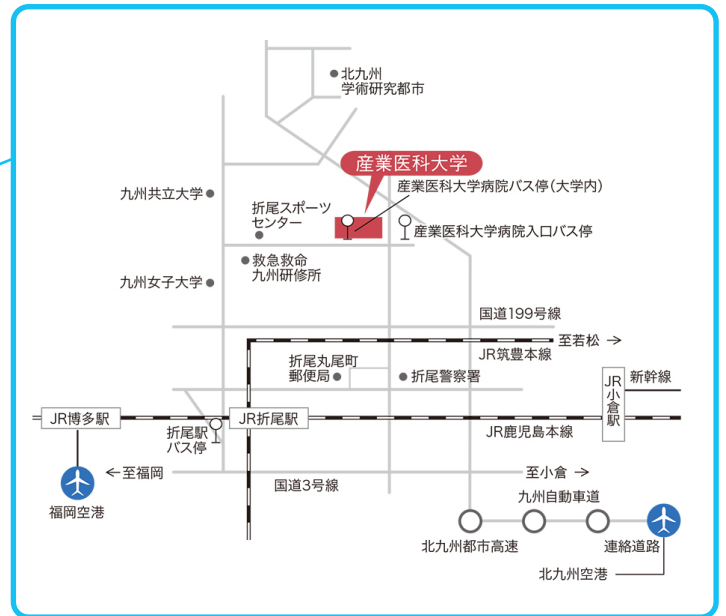 北九州
学術研究都市
産業医科大学
産業医科大学病院バス停(大学内)
九州共立大学
折尾スポーツ
センター
産業医科大学病院入口バス停
救急救命
九州研修所
九州女子大学
国道199号線
至若松
JR筑豊本線
折尾丸尾町
郵便局
折尾警察署
JR小倉駅
新幹線
JR博多駅
JR折尾駅
折尾駅
バス停
JR鹿児島本線
至福岡
国道3号線
至小倉
福岡空港
九州自動車道
北九州都市高速
連絡道路
北九州空港